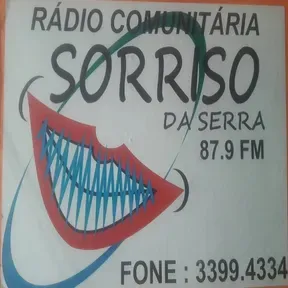 RÁDIO COMUNITÁRIA
SORRISO
DA SERRA
87.9 FM
FONE : 3399.4334